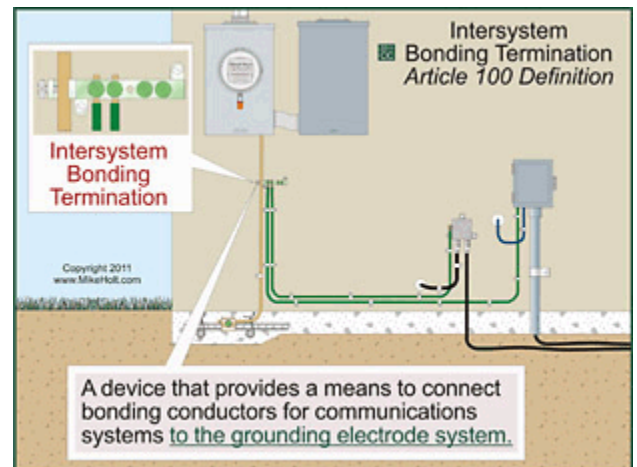 Intersystem
Bonding Termination
Article 100 Definition
Intersystem
Bonding
Termination
Copyright 2011
www.MikeHolt.com
A device that provides a means to connect
bonding conductors for communications
systems to the grounding electrode system.